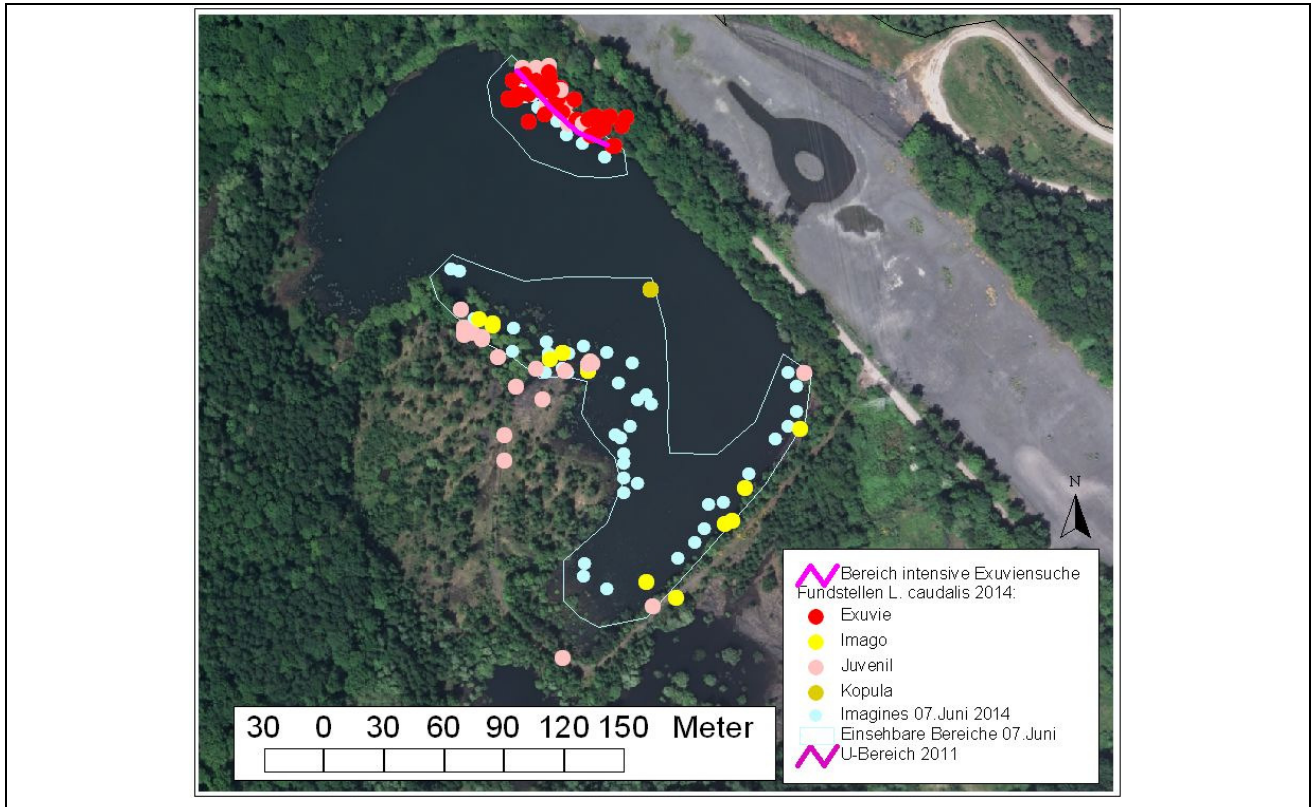 N
Bereich intensive Exuviensuche
Fundstellen L. caudalis 2014:
Exuvie
Imago
Juvenil
Kopula
Imagines 07.Juni 2014
Einsehbare Bereiche 07.Juni
U-Bereich 2011
30 0 30 60 90 120 150 Meter